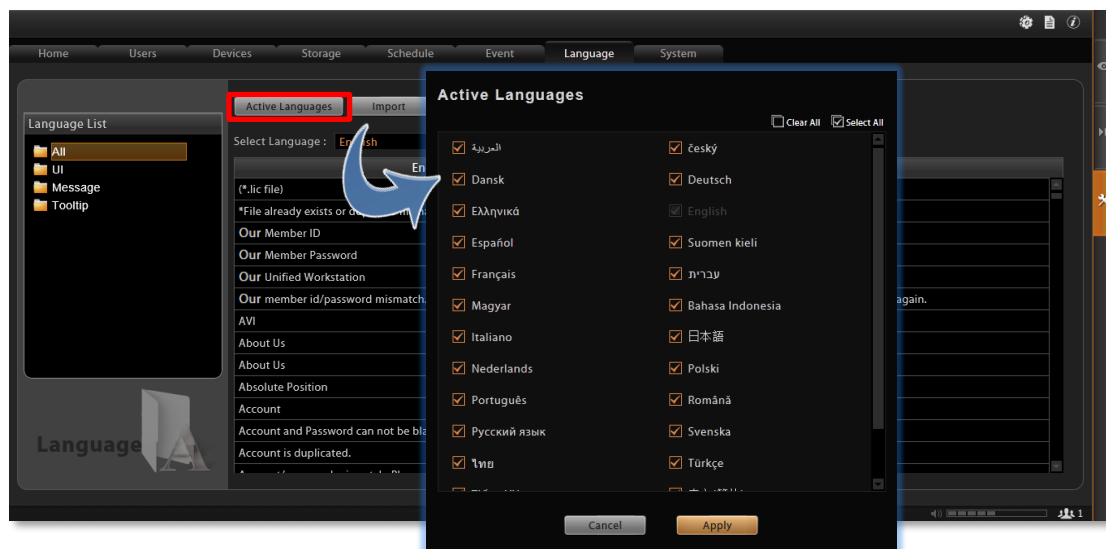 Home Users Devices Storage Schedule Event Language System
Active Languages Import
Language List
All
UI
Message
Tooltip
Language
Select Language :
(*.lic file)
*File already exists or
Our Member ID
Our Member Password
Our Unified Workstation
Our member id/password mismatch. again.
AVI
About Us
About Us
Absolute Position
Account
Account and Password can not be
Account is duplicated.
Active Languages
Clear All Select All
العربية český
Dansk Deutsch
Ελληνικά English
Español Suomen kieli
Français עברית
Magyar Bahasa Indonesia
Italiano 日本語
Nederlands Polski
Português Română
Русский язык Svenska
ไทย Türkçe
Cancel Apply
1